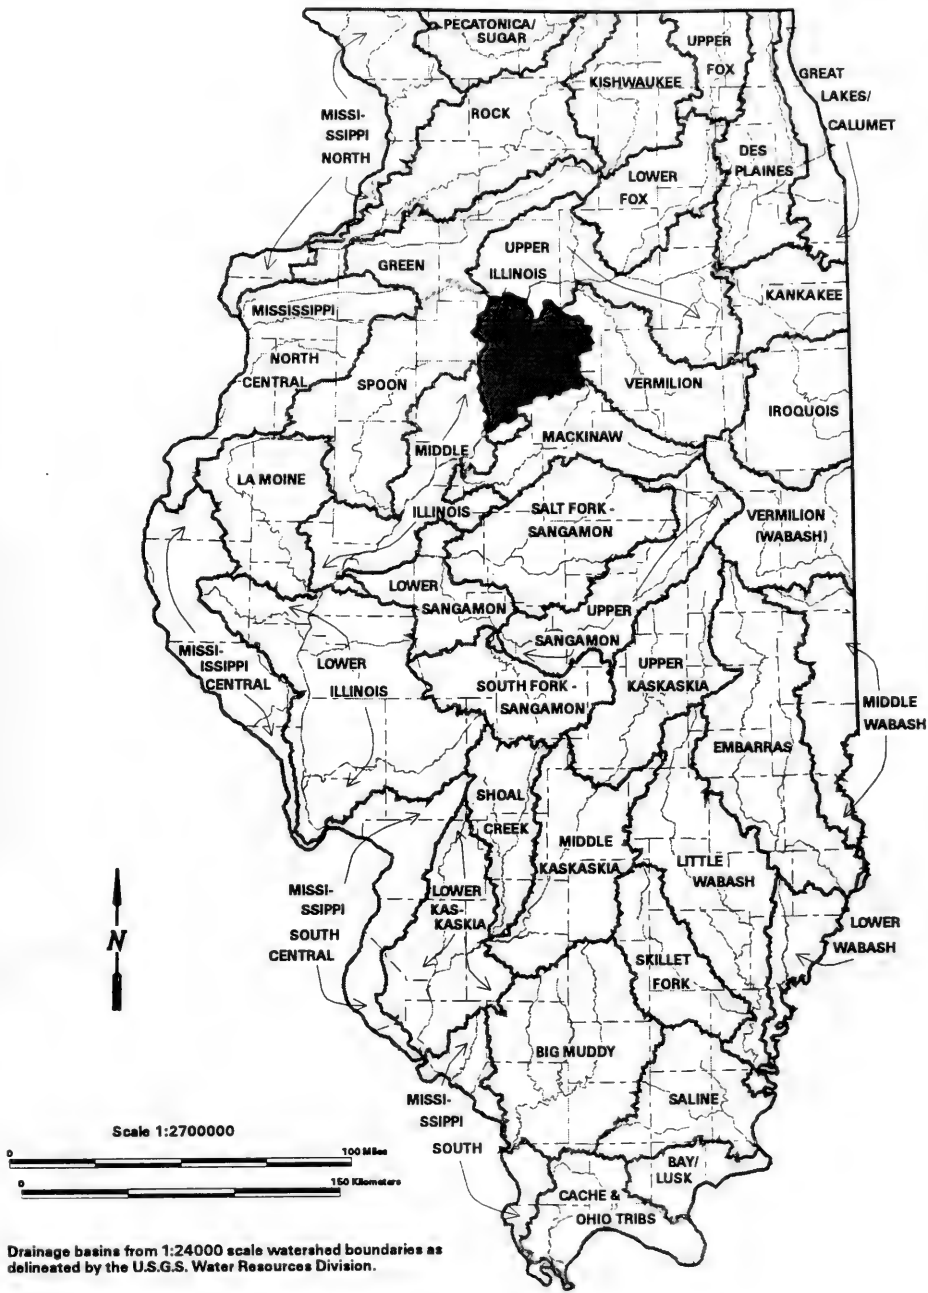 PECATONICA/
SUGAR
UPPER
FOX
GREAT
LAKES/
CALUMET
KISHWAUKEE
MISSI-
SSIPPI
NORTH
ROCK
DES
PLAINES
LOWER
FOX
UPPER
ILLINOIS
GREEN
KANKAKEE
MISSISSIPPI
NORTH
CENTRAL
SPOON
VERMILION
IROQUOIS
MIDDLE
ILLINOIS
MACKINAW
LA MOINE
SALT FORK -
SANGAMON
VERMILION
(WABASH)
LOWER
SANGAMON
UPPER
SANGAMON
MISSI-
SSIPPI
CENTRAL
LOWER
ILLINOIS
SOUTH FORK -
SANGAMON
UPPER
KASKASKIA
MIDDLE
WABASH
EMBARRAS
SHOAL
CREEK
MIDDLE
KASKASKIA
LITTLE
WABASH
MISSI-
SSIPPI
SOUTH
CENTRAL
LOWER
KAS-
KASKIA
LOWER
WABASH
SKILLET
FORK
N
BIG MUDDY
SALINE
MISSI-
SSIPPI
SOUTH
BAY/
LUSK
CACHE &
OHIO TRIBS
Scale 1:2700000
0 100 Miles
0 150 Kilometers
Drainage basins from 1:24000 scale watershed boundaries as
delineated by the U.S.G.S. Water Resources Division.